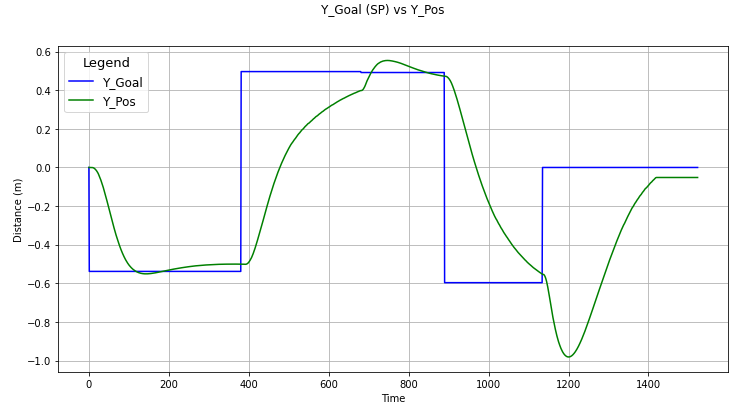 Y_Goal (SP) vs Y_Pos
Legend
Y_Goal
Y_Pos
Distance (m)
0.6
0.4
0.2
0.0
−0.2
−0.4
−0.6
−0.8
−1.0
0 200 400 600 800 1000 1200 1400
Time